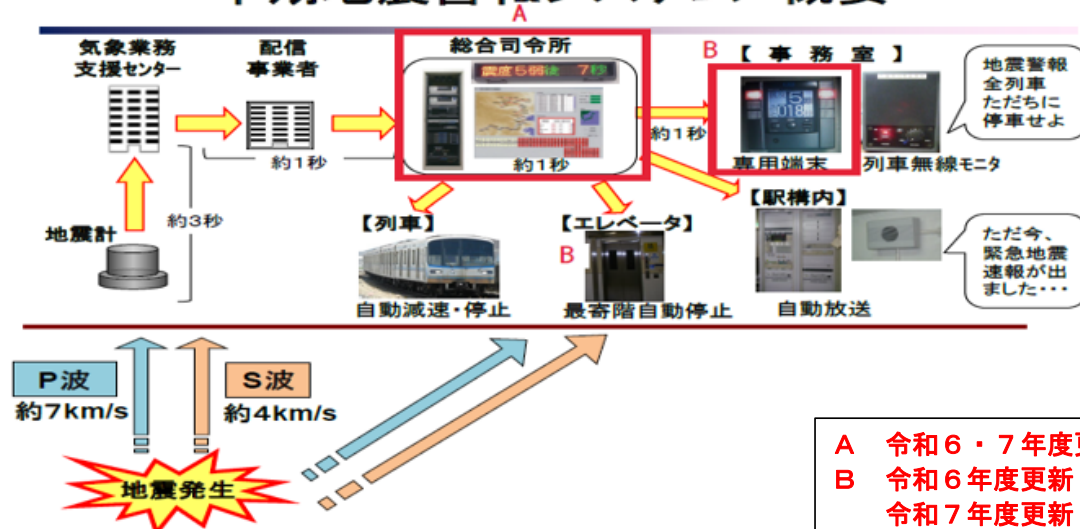 A
気象業務
支援センター
配信
事業者
総合司令所
B
【 事 務 室 】
震度5弱後 7秒
地震警報
全列車
ただちに
停車せよ
約1秒
約1秒
約1秒
専用端末
列車無線モニタ
約3秒
地震計
【列車】
【エレベータ】
【駅構内】
B
ただ今、
緊急地震
速報が出
ました・・・
自動減速・停止
最寄階自動停止
自動放送
P波
約7km/s
S波
約4km/s
地震発生
A 令和6・7年度
B 令和6年度更新
令和7年度更新